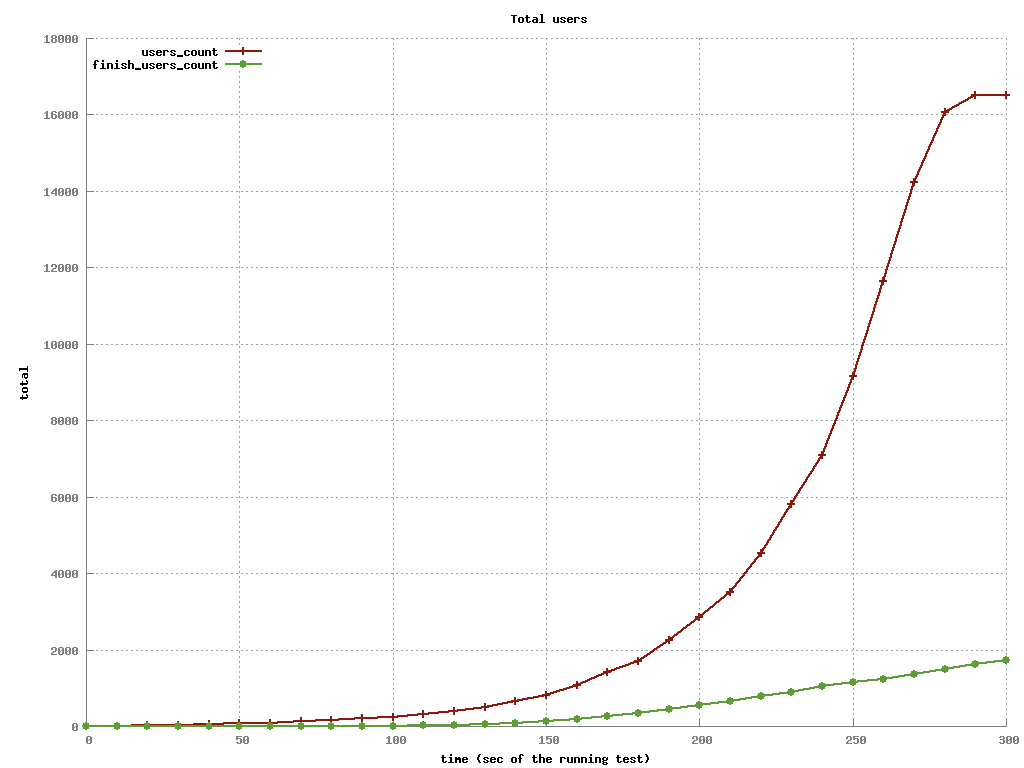 Total users
users_count
finish_users_count
18000
16000
14000
12000
10000
8000
6000
4000
2000
0
total
0 50 100 150 200 250 300
time (sec of the running test)